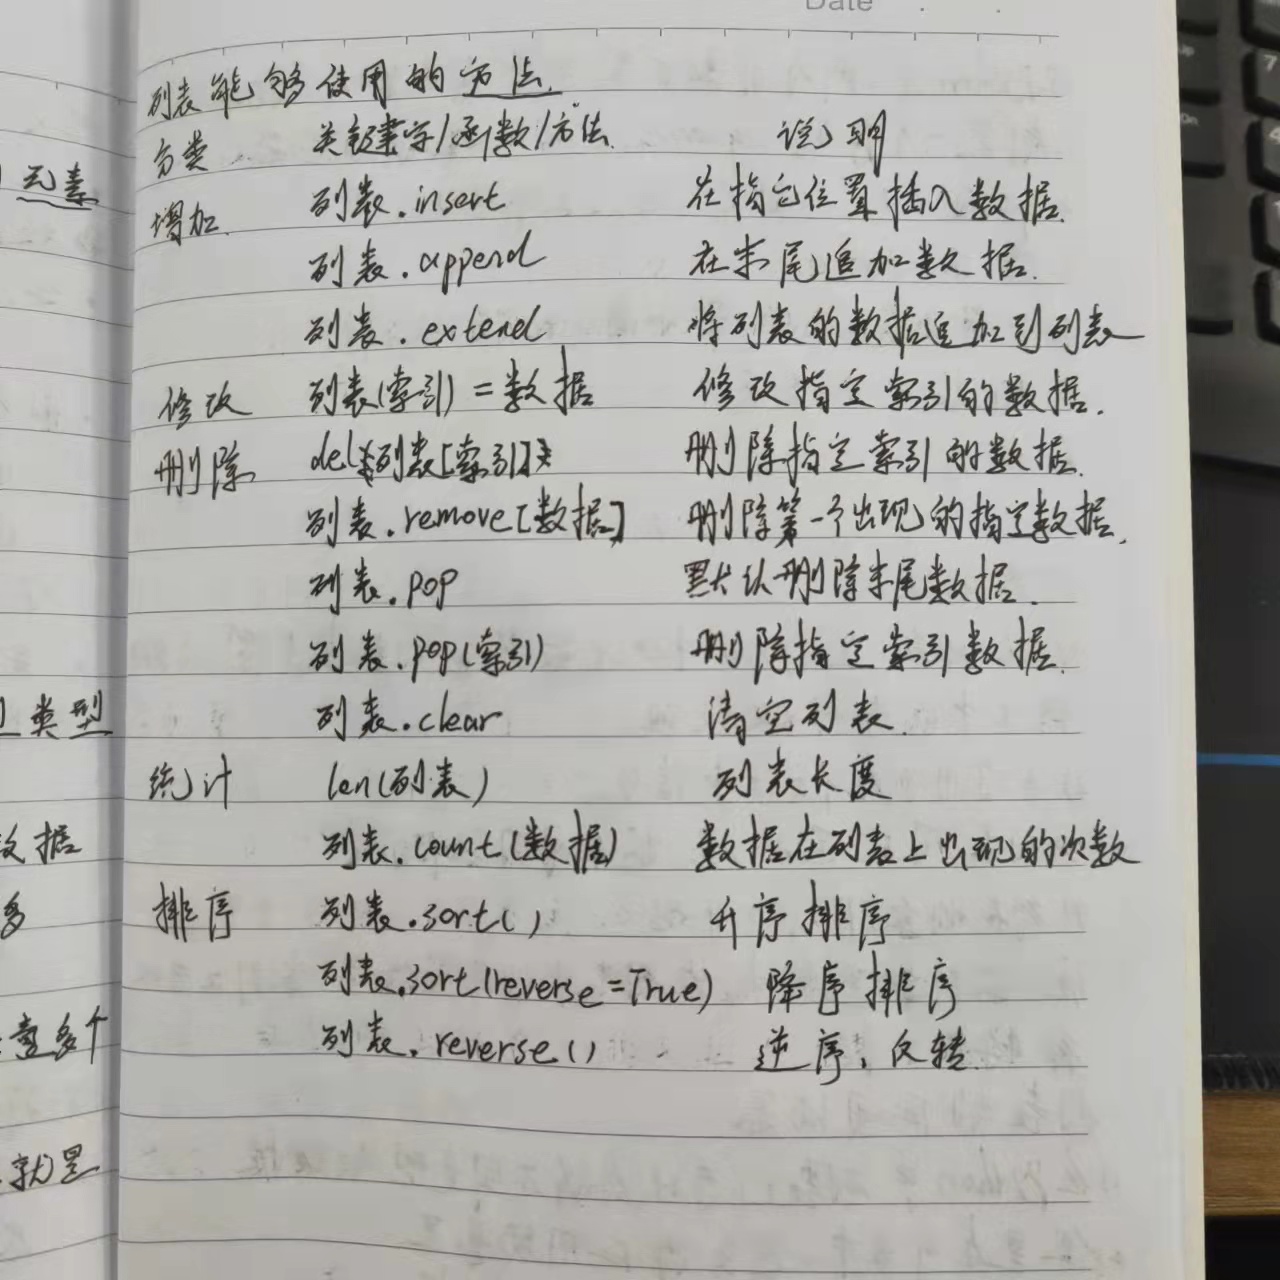 Date
列表能够使用的方法.
分类 关键字/函数/方法. 说明
增加. 列表.insert 在指定位置插入数据.
列表.append 在末尾追加数据.
列表.extend 将列表的数据追加到列表
修改 列表(索引)=数据 修改指定索引的数据.
删除 del 列表[索引] 删除指定索引的数据.
列表.remove[数据] 删除第一个出现的指定数据.
列表.pop 默认删除末尾数据.
列表.pop(索引) 删除指定索引数据.
列表.clear 清空列表.
统计 len(列表) 列表长度
列表.count(数据) 数据在列表上出现的次数
排序 列表.sort() 升序排序
列表.sort(reverse=True) 降序排序
列表.reverse() 逆序,反转.
元素
类型
数据
多
意多个
就是